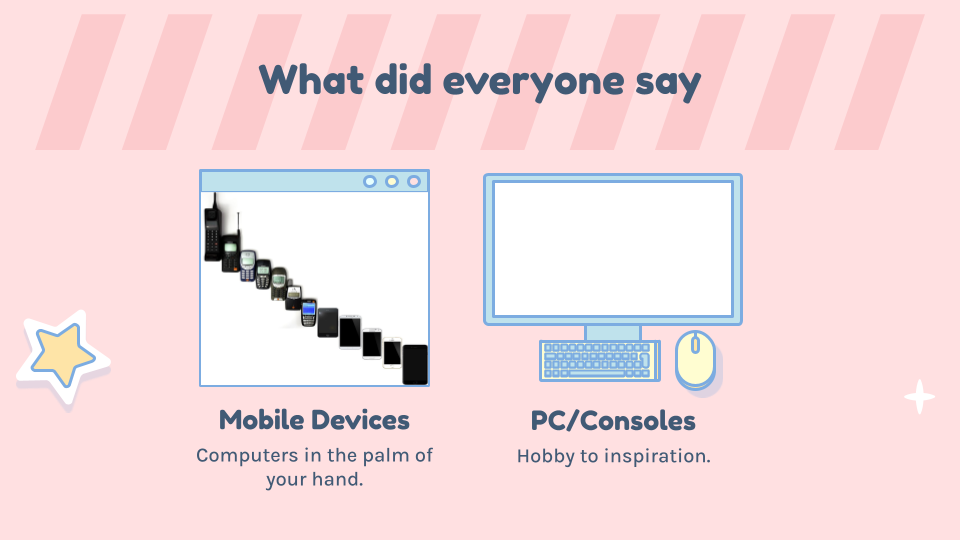 What did everyone say
Mobile Devices
Computers in the palm of
your hand.
PC/Consoles
Hobby to inspiration.